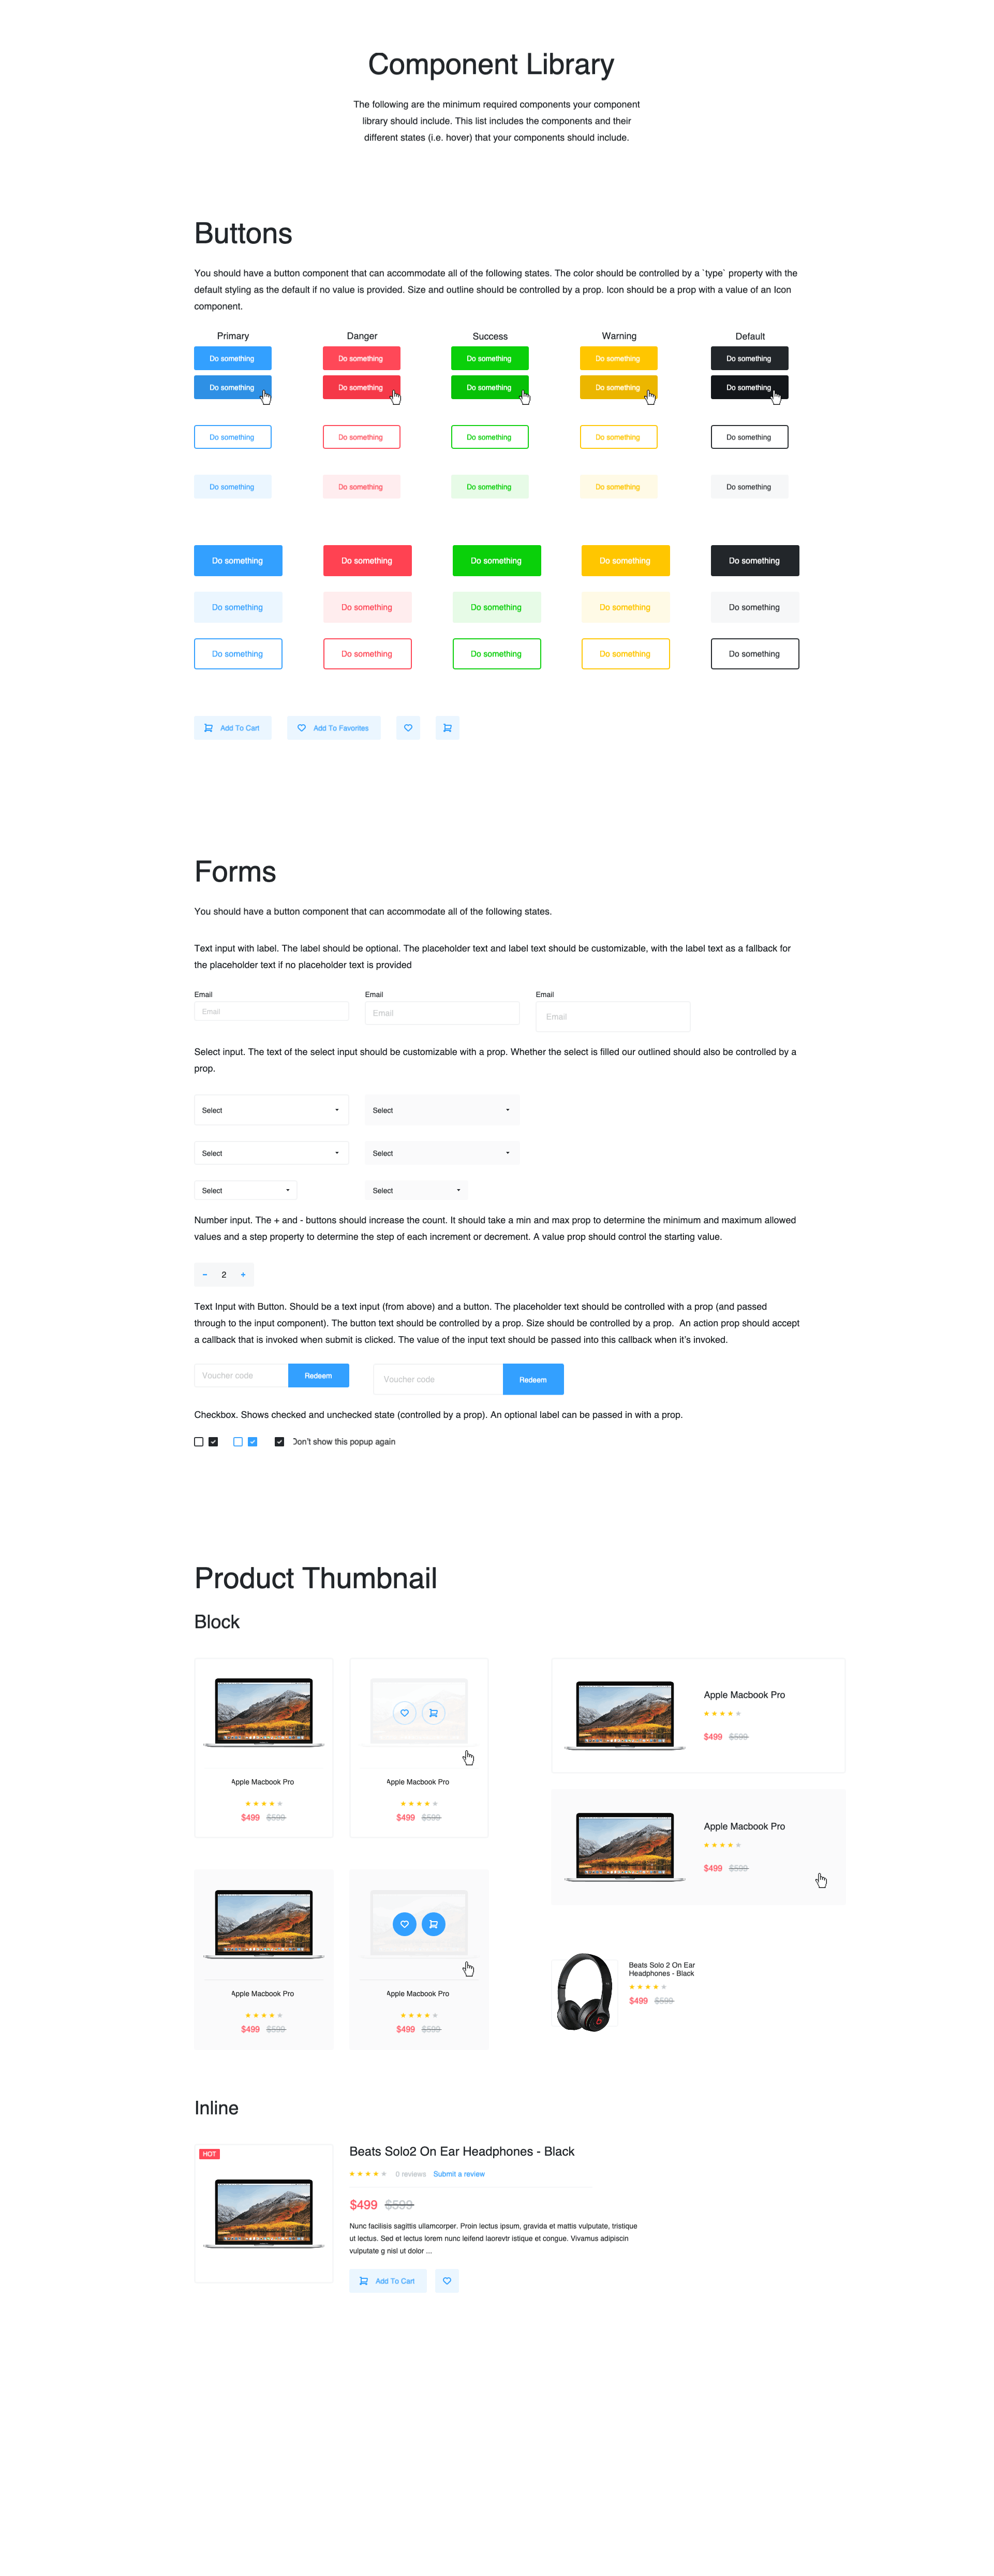 Component Library
The following are the minimum required components your component
library should include. This list includes the components and their
different states (i.e. hover) that your components should include.
Buttons
You should have a button component that can accommodate all of the following states. The color should be controlled by a `type` property with the
default styling as the default if no value is provided. Size and outline should be controlled by a prop. Icon should be a prop with a value of an Icon
component.
Primary Danger Success Warning Default
Do something Do something Do something Do something Do something
Do something Do something Do something Do something Do something
Do something Do something Do something Do something Do something
Do something Do something Do something Do something Do something
Do something Do something Do something Do something Do something
Do something Do something Do something Do something Do something
Do something Do something Do something Do something Do something
Add To Cart Add To Favorites
Forms
You should have a button component that can accommodate all of the following states.
Text input with label. The label should be optional. The placeholder text and label text should be customizable, with the label text as a fallback for
the placeholder text if no placeholder text is provided
Email Email Email
Email Email Email
Select input. The text of the select input should be customizable with a prop. Whether the select is filled our outlined should also be controlled by a
prop.
Select Select
Select Select
Select Select
Number input. The + and - buttons should increase the count. It should take a min and max prop to determine the minimum and maximum allowed
values and a step property to determine the step of each increment or decrement. A value prop should control the starting value.
- 2 +
Text Input with Button. Should be a text input (from above) and a button. The placeholder text should be controlled with a prop (and passed
through to the input component). The button text should be controlled by a prop. Size should be controlled by a prop. An action prop should accept
a callback that is invoked when submit is clicked. The value of the input text should be passed into this callback when it's invoked.
Voucher code Redeem Voucher code Redeem
Checkbox. Shows checked and unchecked state (controlled by a prop). An optional label can be passed in with a prop.
Don't show this popup again
Product Thumbnail
Block
Apple Macbook Pro
$499 $599
Apple Macbook Pro
$499 $599
Apple Macbook Pro
$499 $599
Apple Macbook Pro
$499 $599
Apple Macbook Pro
$499 $599
Apple Macbook Pro
$499 $599
Beats Solo 2 On Ear
Headphones - Black
$499 $599
Inline
HOT
Beats Solo2 On Ear Headphones - Black
0 reviews Submit a review
$499 $599
Nunc facilisis sagittis ullamcorper. Proin lectus ipsum, gravida et mattis vulputate, tristique
ut lectus. Sed et lectus lorem nunc leifend laorevtr istique et congue. Vivamus adipiscin
vulputate g nisl ut dolor ...
Add To Cart